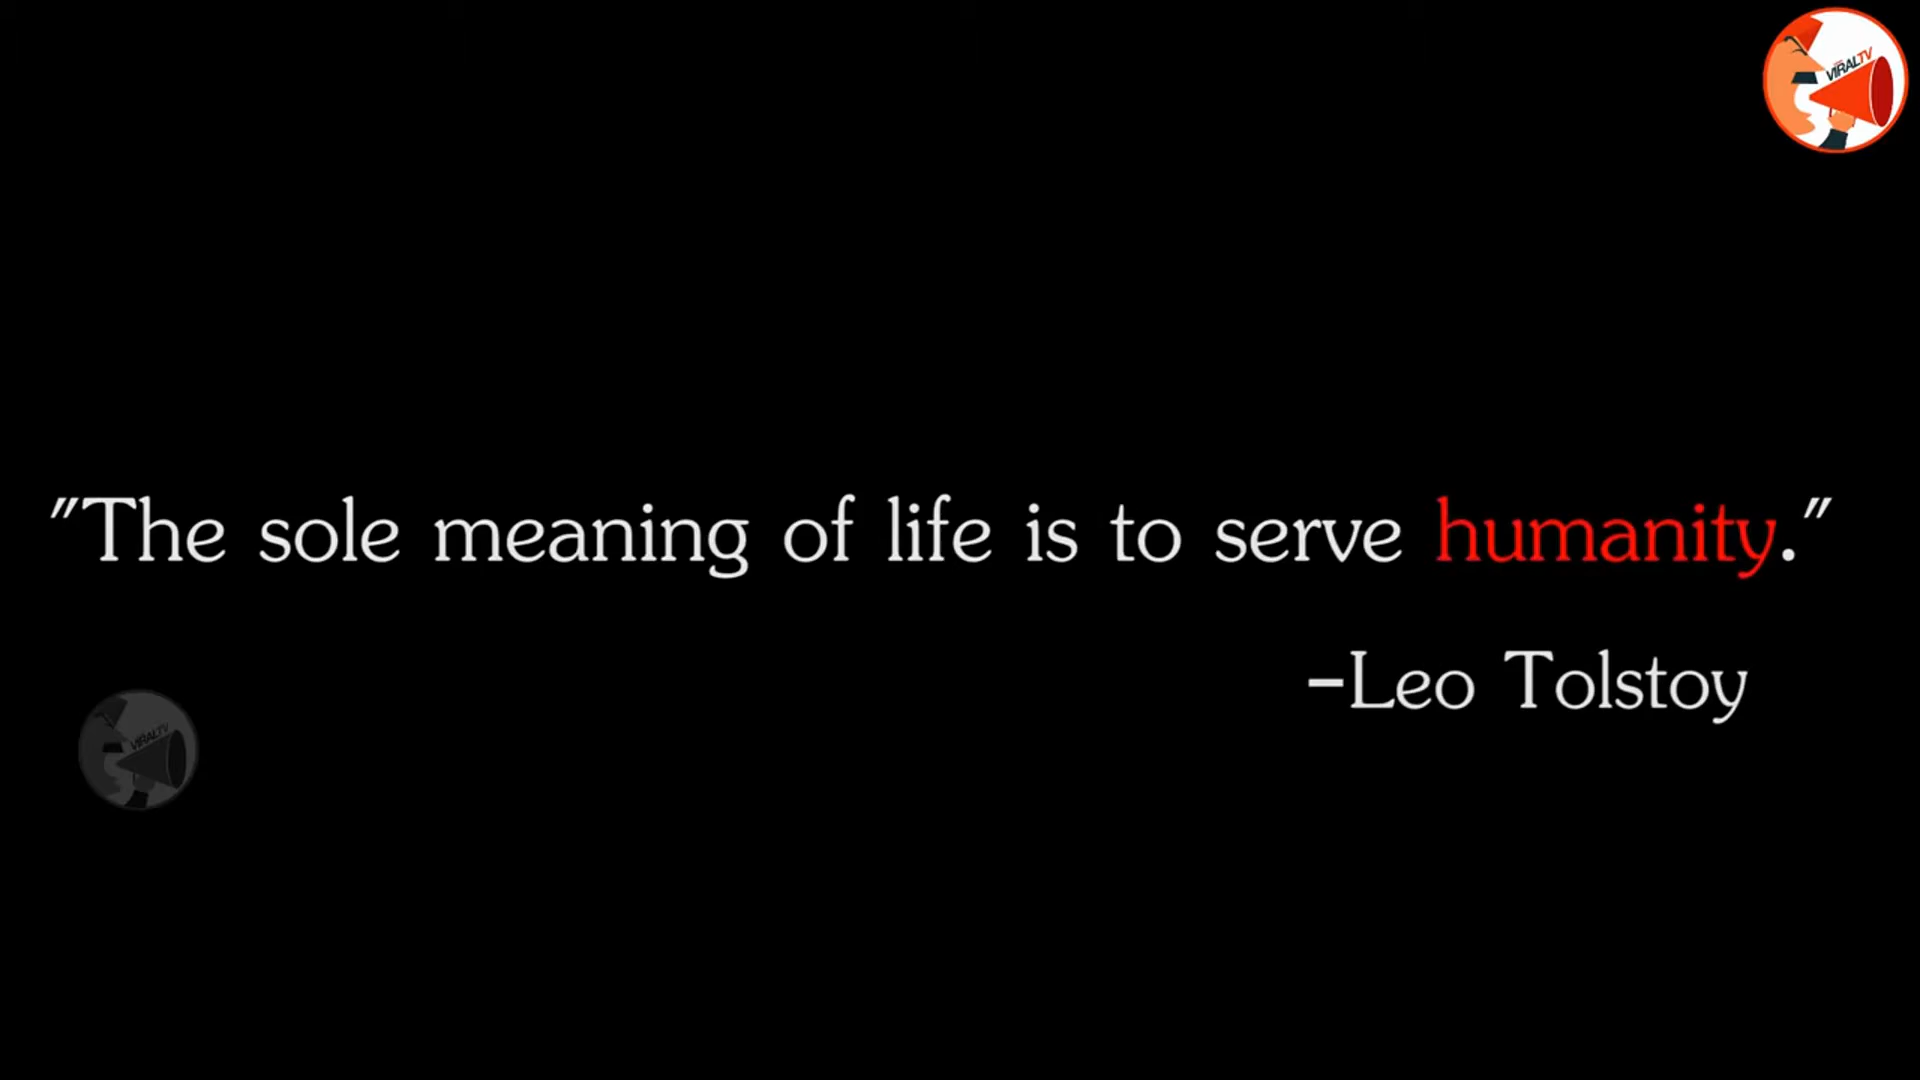 VIRALTV
"The sole meaning of life is to serve humanity."
-Leo Tolstoy
VIRALTV